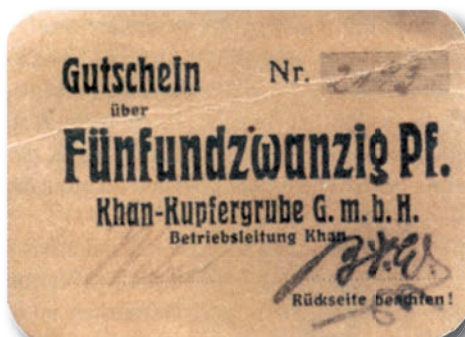 Gutschein Nr.
über
Fünfundzwanzig Pf.
Khan-Kupfergrube G. m. b. H.
Betriebsleitung Khan
Rückseite beachten!